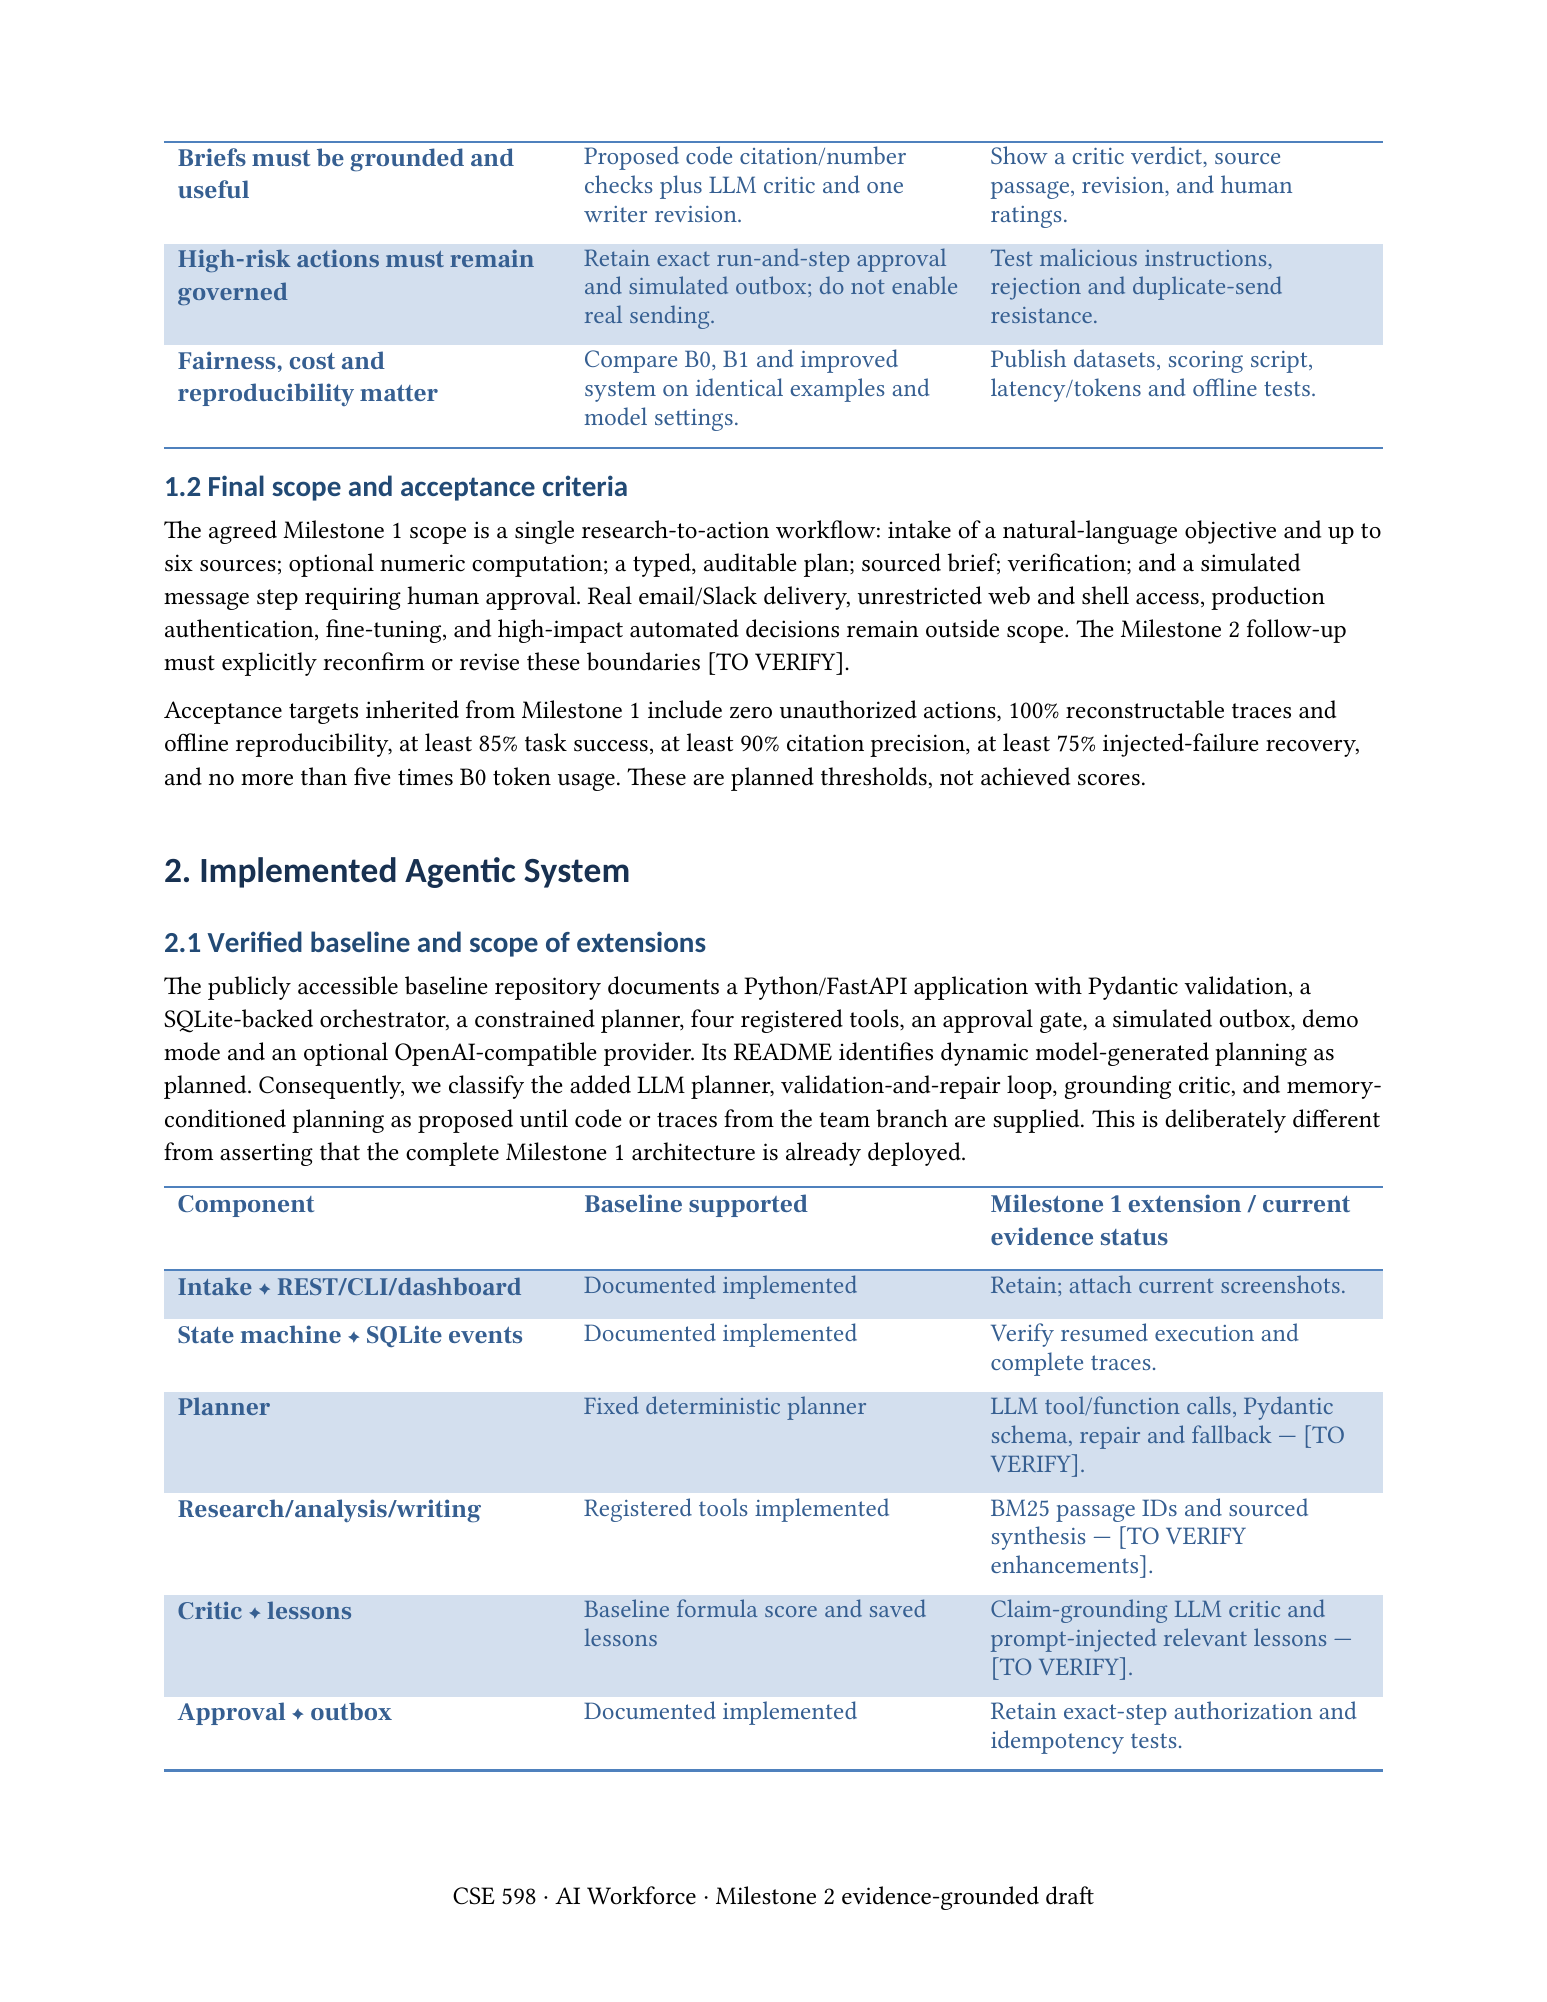 Briefs must be grounded and useful
Proposed code citation/number checks plus LLM critic and one writer revision.
Show a critic verdict, source passage, revision, and human ratings.
High-risk actions must remain governed
Retain exact run-and-step approval and simulated outbox; do not enable real sending.
Test malicious instructions, rejection and duplicate-send resistance.
Fairness, cost and reproducibility matter
Compare B0, B1 and improved system on identical examples and model settings.
Publish datasets, scoring script, latency/tokens and offline tests.
1.2 Final scope and acceptance criteria
The agreed Milestone 1 scope is a single research-to-action workflow: intake of a natural-language objective and up to
six sources; optional numeric computation; a typed, auditable plan; sourced brief; verification; and a simulated
message step requiring human approval. Real email/Slack delivery, unrestricted web and shell access, production
authentication, fine-tuning, and high-impact automated decisions remain outside scope. The Milestone 2 follow-up
must explicitly reconfirm or revise these boundaries [TO VERIFY].
Acceptance targets inherited from Milestone 1 include zero unauthorized actions, 100% reconstructable traces and
offline reproducibility, at least 85% task success, at least 90% citation precision, at least 75% injected-failure recovery,
and no more than five times B0 token usage. These are planned thresholds, not achieved scores.
2. Implemented Agentic System
2.1 Verified baseline and scope of extensions
The publicly accessible baseline repository documents a Python/FastAPI application with Pydantic validation, a
SQLite-backed orchestrator, a constrained planner, four registered tools, an approval gate, a simulated outbox, demo
mode and an optional OpenAI-compatible provider. Its README identifies dynamic model-generated planning as
planned. Consequently, we classify the added LLM planner, validation-and-repair loop, grounding critic, and memory-
conditioned planning as proposed until code or traces from the team branch are supplied. This is deliberately different
from asserting that the complete Milestone 1 architecture is already deployed.
Component
Baseline supported
Milestone 1 extension / current evidence status
Intake ✦ REST/CLI/dashboard
Documented implemented
Retain; attach current screenshots.
State machine ✦ SQLite events
Documented implemented
Verify resumed execution and complete traces.
Planner
Fixed deterministic planner
LLM tool/function calls, Pydantic schema, repair and fallback — [TO VERIFY].
Research/analysis/writing
Registered tools implemented
BM25 passage IDs and sourced synthesis — [TO VERIFY enhancements].
Critic ✦ lessons
Baseline formula score and saved lessons
Claim-grounding LLM critic and prompt-injected relevant lessons — [TO VERIFY].
Approval ✦ outbox
Documented implemented
Retain exact-step authorization and idempotency tests.
CSE 598 · AI Workforce · Milestone 2 evidence-grounded draft